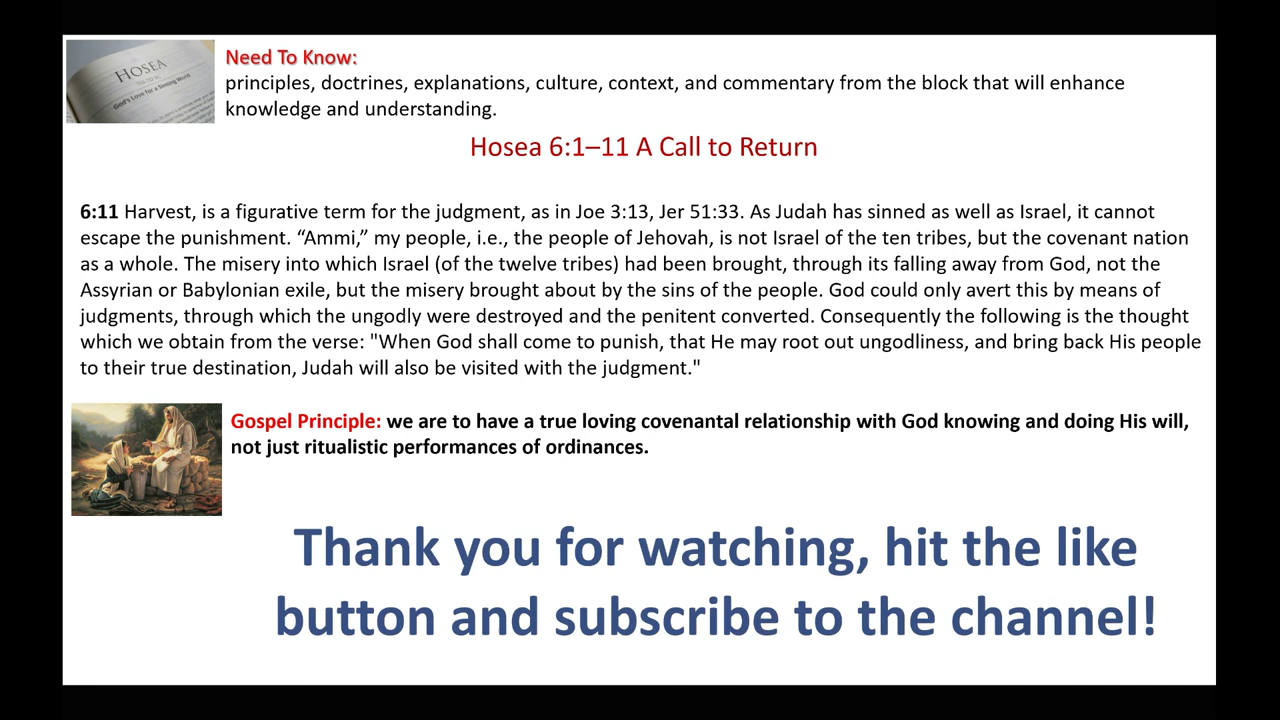 HOSEA
God's Love for a Sinning World
Need To Know:
principles, doctrines, explanations, culture, context, and commentary from the block that will enhance
knowledge and understanding.
Hosea 6:1–11 A Call to Return
6:11 Harvest, is a figurative term for the judgment, as in Joe 3:13, Jer 51:33. As Judah has sinned as well as Israel, it cannot
escape the punishment. “Ammi,” my people, i.e., the people of Jehovah, is not Israel of the ten tribes, but the covenant nation
as a whole. The misery into which Israel (of the twelve tribes) had been brought, through its falling away from God, not the
Assyrian or Babylonian exile, but the misery brought about by the sins of the people. God could only avert this by means of
judgments, through which the ungodly were destroyed and the penitent converted. Consequently the following is the thought
which we obtain from the verse: "When God shall come to punish, that He may root out ungodliness, and bring back His people
to their true destination, Judah will also be visited with the judgment."
Gospel Principle: we are to have a true loving covenantal relationship with God knowing and doing His will,
not just ritualistic performances of ordinances.
Thank you for watching, hit the like
button and subscribe to the channel!